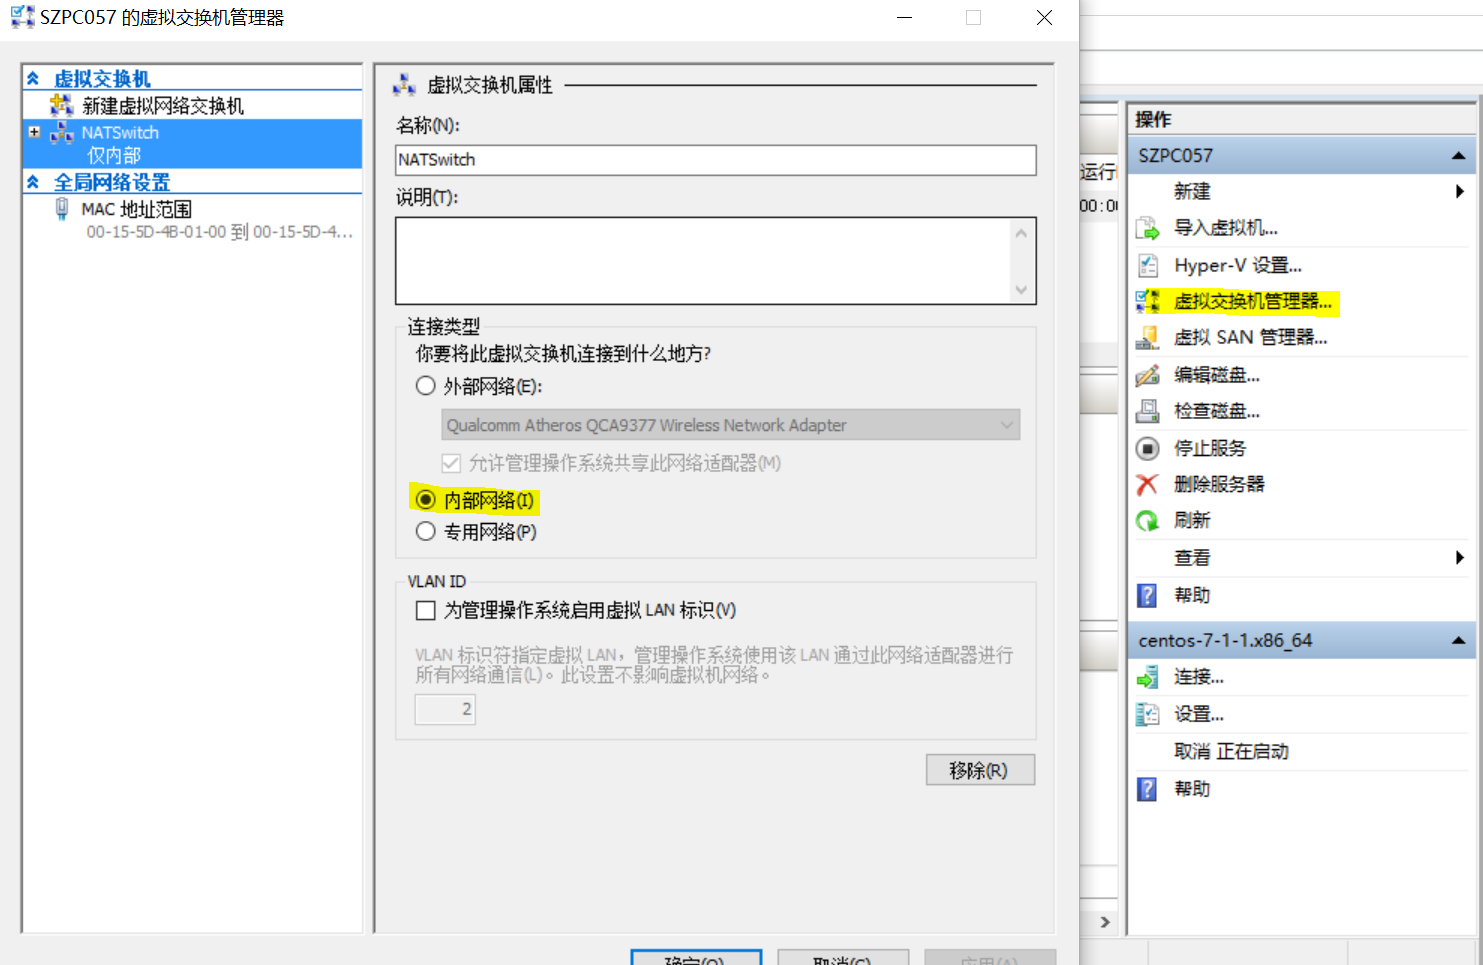 SZPC057 的虚拟交换机管理器
虚拟交换机
新建虚拟网络交换机
NATSwitch
仅内部
全局网络设置
MAC 地址范围
00-15-5D-4B-01-00 到 00-15-5D-4...
虚拟交换机属性
名称(N):
NATSwitch
说明(T):
连接类型
你要将此虚拟交换机连接到什么地方?
外部网络(E):
Qualcomm Atheros QCA9377 Wireless Network Adapter
允许管理操作系统共享此网络适配器(M)
内部网络(I)
专用网络(P)
VLAN ID
为管理操作系统启用虚拟 LAN 标识(V)
VLAN 标识符指定虚拟 LAN，管理操作系统使用该 LAN 通过此网络适配器进行
所有网络通信(L)。此设置不影响虚拟机网络。
2
移除(R)
确定(O)
取消(C)
应用(A)
运行
00:0
操作
SZPC057
新建
导入虚拟机...
Hyper-V 设置...
虚拟交换机管理器...
虚拟 SAN 管理器...
编辑磁盘...
检查磁盘...
停止服务
删除服务器
刷新
查看
帮助
centos-7-1-1.x86_64
连接...
设置...
取消 正在启动
帮助